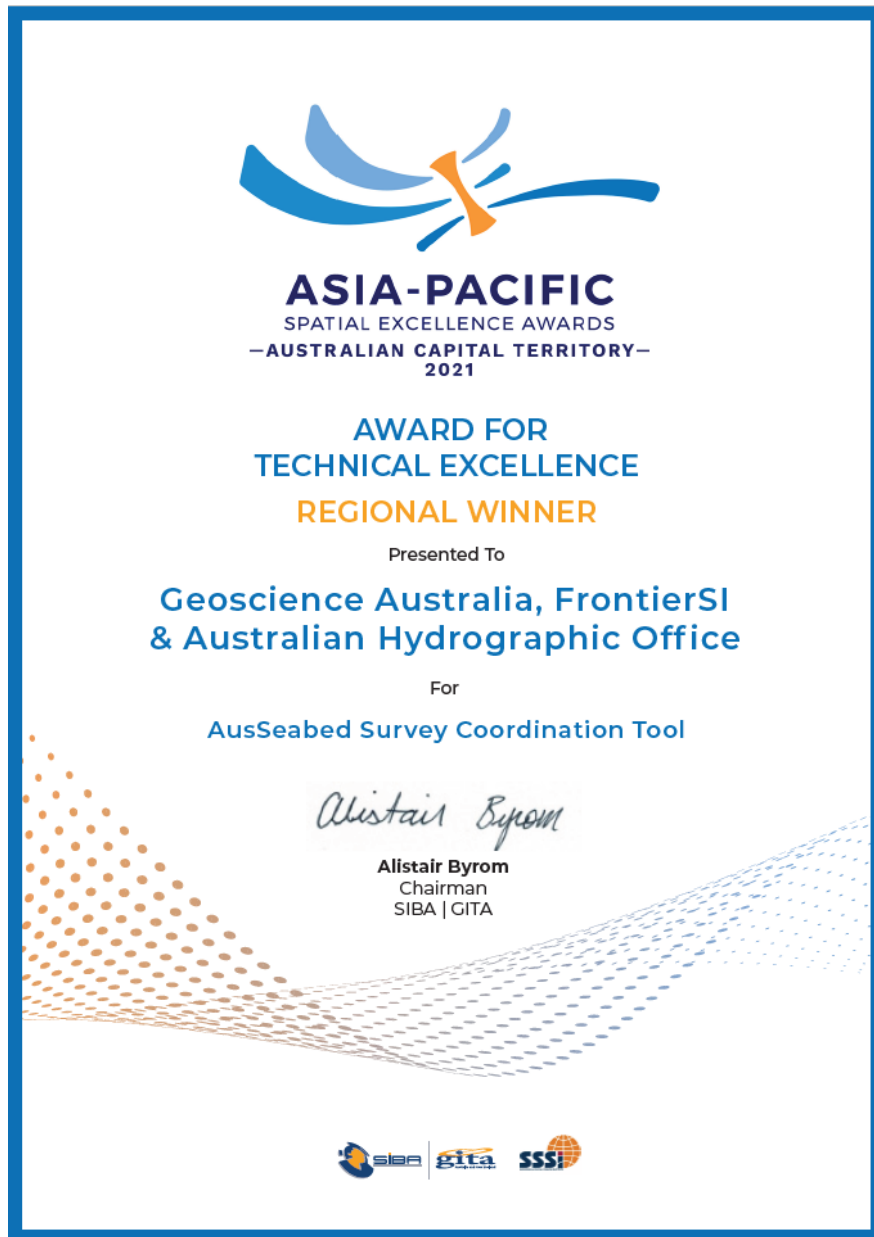 ASIA-PACIFIC
SPATIAL EXCELLENCE AWARDS
—AUSTRALIAN CAPITAL TERRITORY—
2021
AWARD FOR
TECHNICAL EXCELLENCE
REGIONAL WINNER
Presented To
Geoscience Australia, FrontierSI
& Australian Hydrographic Office
For
AusSeabed Survey Coordination Tool
Alistair Byrom
Alistair Byrom
Chairman
SIBA | GITA
SIBA gita SSSi